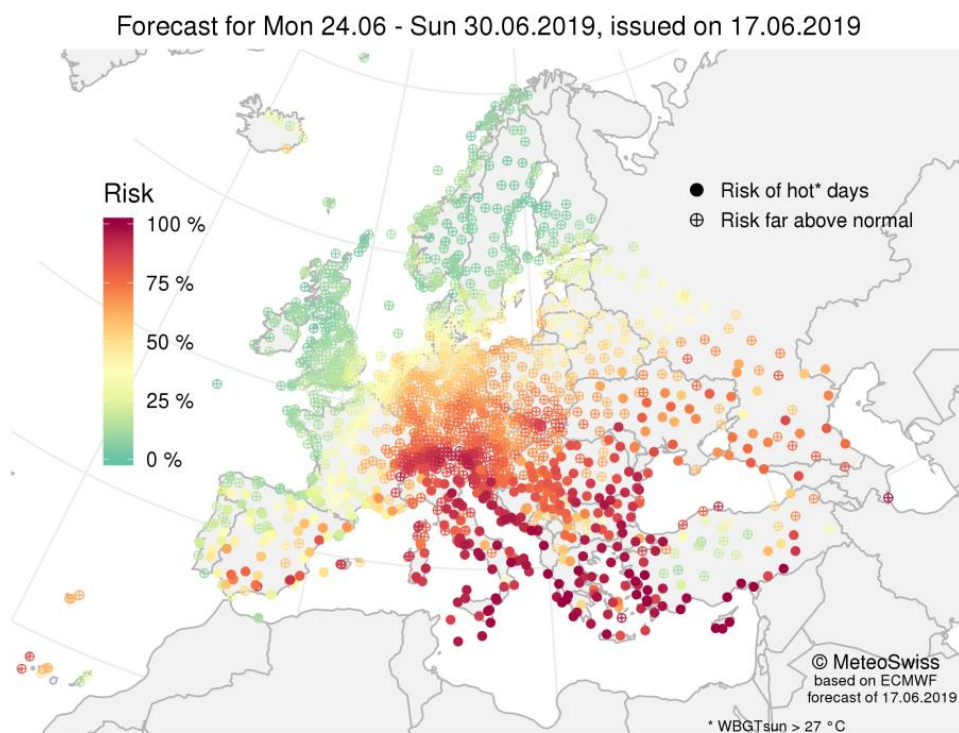 Forecast for Mon 24.06 - Sun 30.06.2019, issued on 17.06.2019
Risk
100 %
75 %
50 %
25 %
0 %
Risk of hot* days
Risk far above normal
© MeteoSwiss
based on ECMWF
forecast of 17.06.2019
* WBGTsun > 27 °C